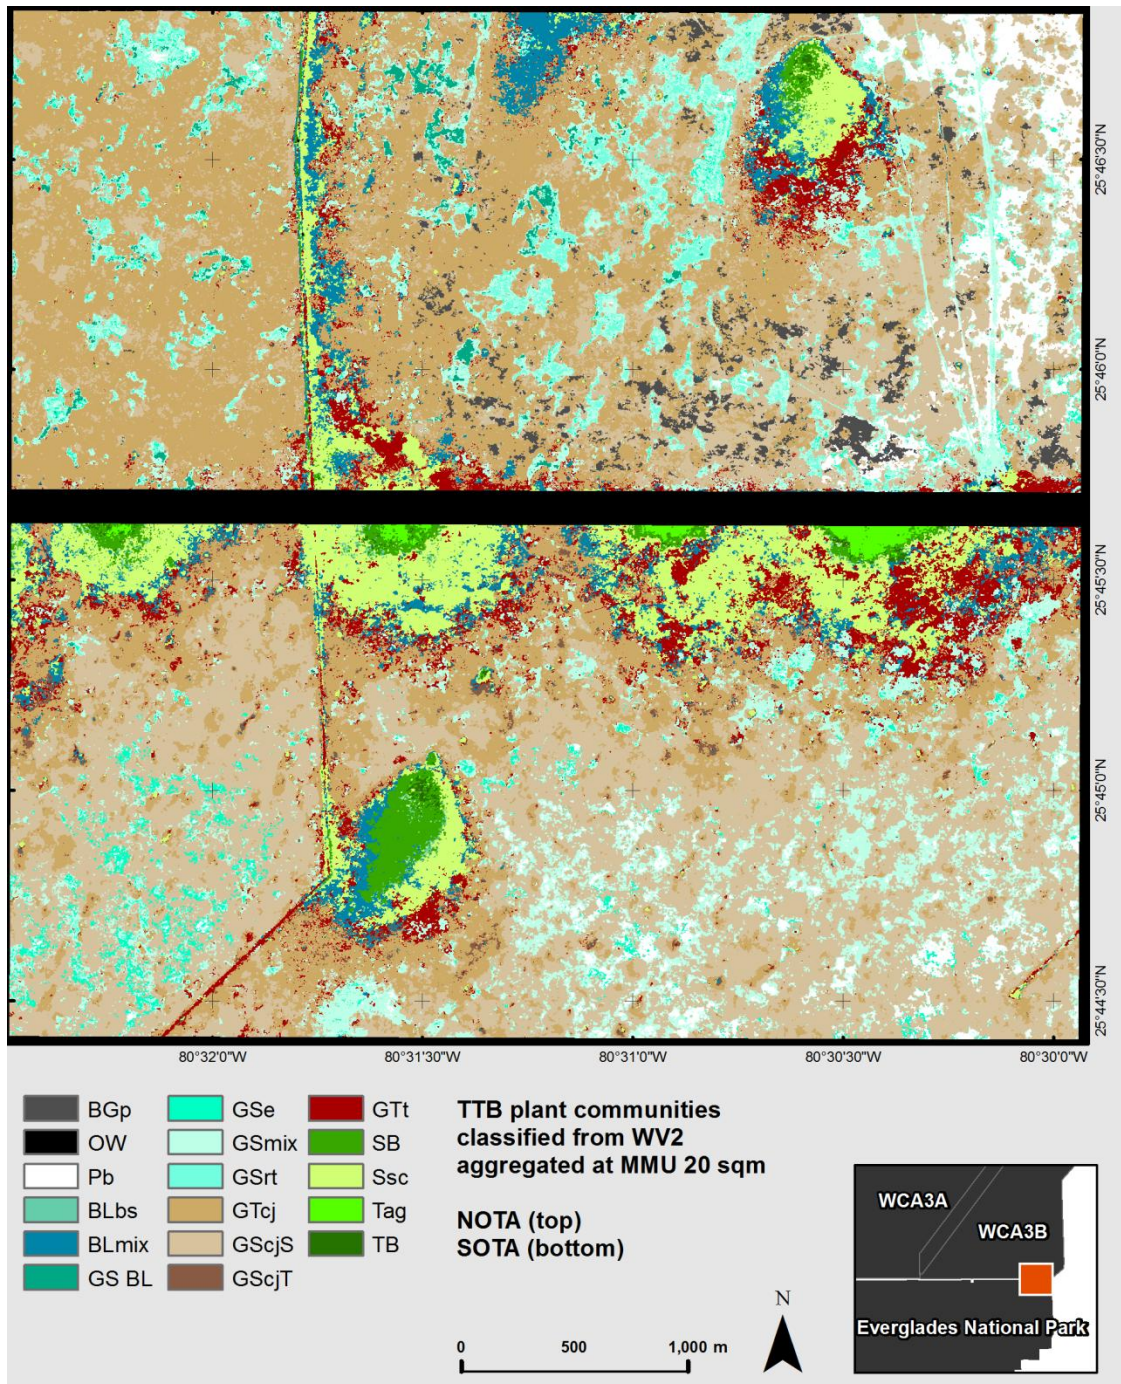 25°46'30"N
25°46'0"N
25°45'30"N
25°45'0"N
25°44'30"N
80°32'0"W 80°31'30"W 80°31'0"W 80°30'30"W 80°30'0"W
BGp GSe GTt
OW GSmix SB
Pb GSrt Ssc
BLbs GTcj Tag
BLmix GScjS TB
GS BL GScjT
TTB plant communities
classified from WV2
aggregated at MMU 20 sqm
NOTA (top)
SOTA (bottom)
N
0 500 1,000 m
WCA3A
WCA3B
Everglades National Park